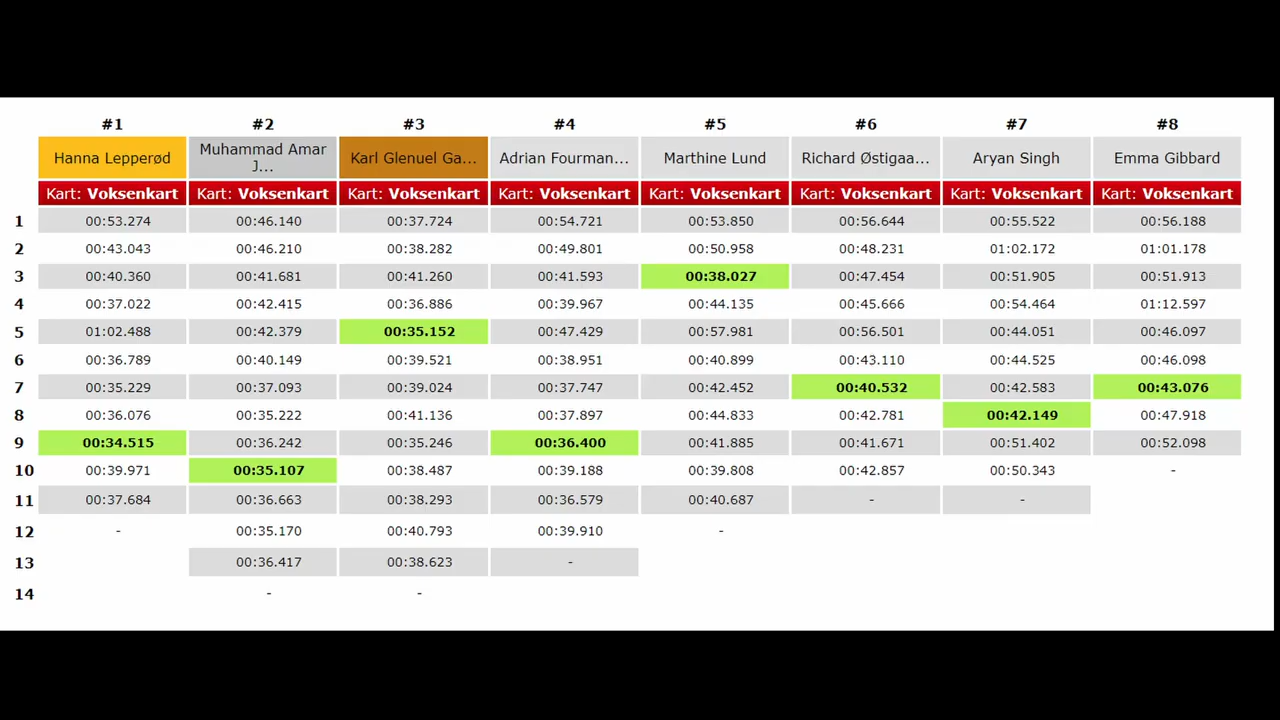 #1 #2 #3 #4 #5 #6 #7 #8
Hanna Lepperød Muhammad Amar J... Karl Glenuel Ga... Adrian Fourman... Marthine Lund Richard Østigaa... Aryan Singh Emma Gibbard
Kart: Voksenkart Kart: Voksenkart Kart: Voksenkart Kart: Voksenkart Kart: Voksenkart Kart: Voksenkart Kart: Voksenkart Kart: Voksenkart
1 00:53.274 00:46.140 00:37.724 00:54.721 00:53.850 00:56.644 00:55.522 00:56.188
2 00:43.043 00:46.210 00:38.282 00:49.801 00:50.958 00:48.231 01:02.172 01:01.178
3 00:40.360 00:41.681 00:41.260 00:41.593 00:38.027 00:47.454 00:51.905 00:51.913
4 00:37.022 00:42.415 00:36.886 00:39.967 00:44.135 00:45.666 00:54.464 01:12.597
5 01:02.488 00:42.379 00:35.152 00:47.429 00:57.981 00:56.501 00:44.051 00:46.097
6 00:36.789 00:40.149 00:39.521 00:38.951 00:40.899 00:43.110 00:44.525 00:46.098
7 00:35.229 00:37.093 00:39.024 00:37.747 00:42.452 00:40.532 00:42.583 00:43.076
8 00:36.076 00:35.222 00:41.136 00:37.897 00:44.833 00:42.781 00:42.149 00:47.918
9 00:34.515 00:36.242 00:35.246 00:36.400 00:41.885 00:41.671 00:51.402 00:52.098
10 00:39.971 00:35.107 00:38.487 00:39.188 00:39.808 00:42.857 00:50.343 -
11 00:37.684 00:36.663 00:38.293 00:36.579 00:40.687 - -
12 - 00:35.170 00:40.793 00:39.910 -
13 00:36.417 00:38.623 -
14 - -